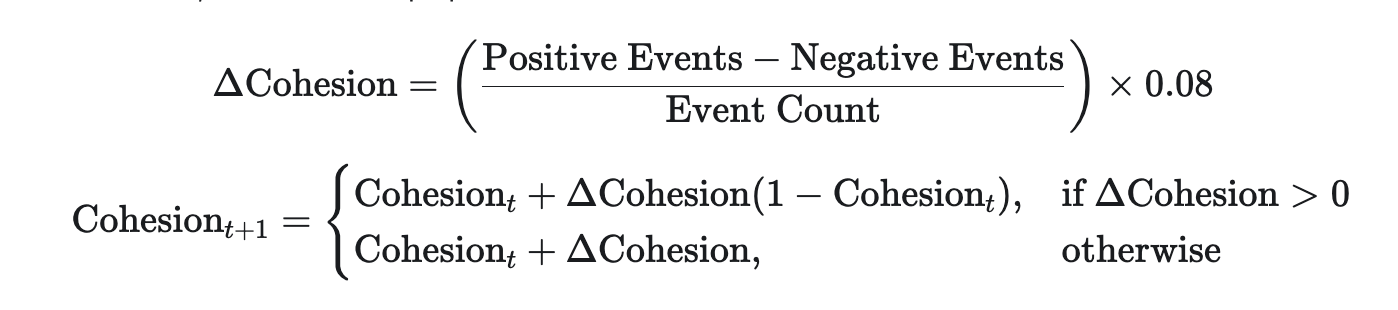 ΔCohesion = (Positive Events − Negative Events / Event Count) × 0.08
Cohesion_{t+1} = { Cohesion_t + ΔCohesion(1 − Cohesion_t), if ΔCohesion > 0
Cohesion_t + ΔCohesion, otherwise